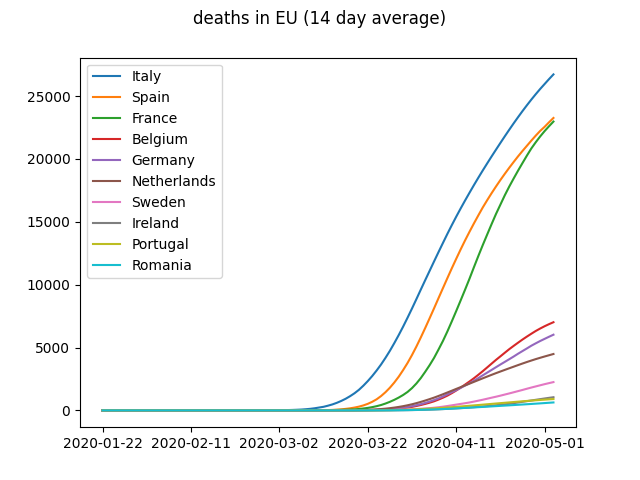 deaths in EU (14 day average)
Italy
Spain
France
Belgium
Germany
Netherlands
Sweden
Ireland
Portugal
Romania
25000
20000
15000
10000
5000
0
2020-01-22 2020-02-11 2020-03-02 2020-03-22 2020-04-11 2020-05-01